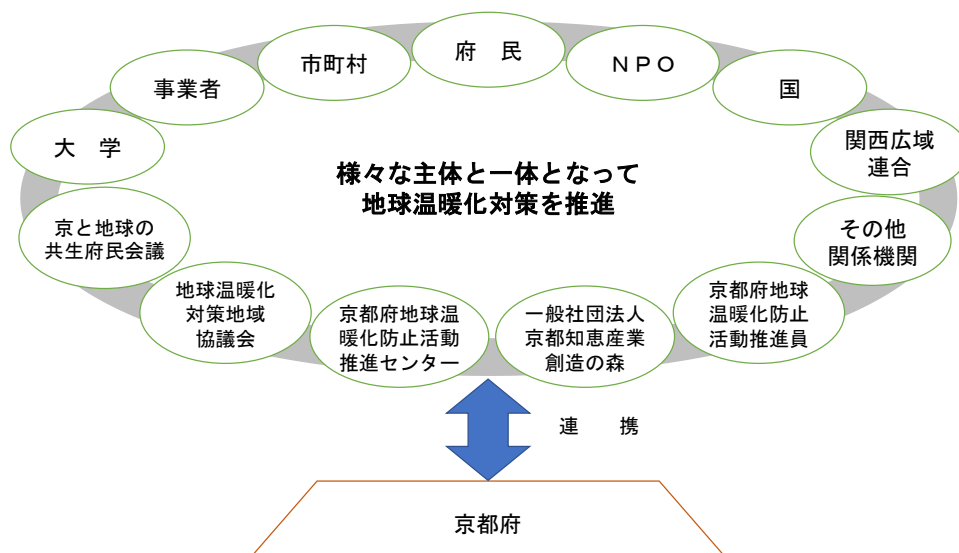 府　民
市町村
ＮＰＯ
事業者
国
大　学
関西広域
連合
様々な主体と一体となって
地球温暖化対策を推進
京と地球の
共生府民会議
その他
関係機関
地球温暖化
対策地域
協議会
京都府地球温
暖化防止活動
推進センター
一般社団法人
京都知恵産業
創造の森
京都府地球
温暖化防止
活動推進員
連　携
京都府